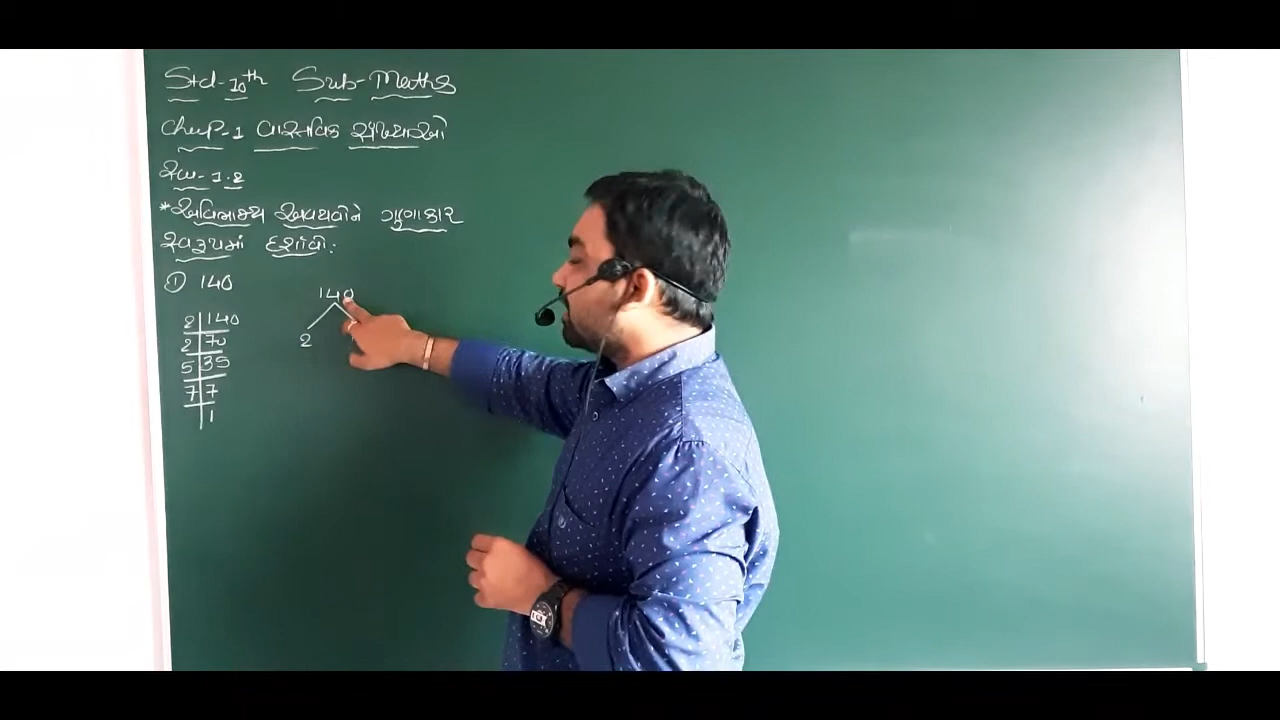 Std-10th Sub-Maths
Chep-1 વાસ્તવિક સંખ્યાઓ
સ્વા-1.2
*અવિભાજ્ય અવયવોને ગુણાકાર
સ્વરૂપમાં દર્શાવો:
① 140
140
2
2 140
2 70
5 35
7 7
1